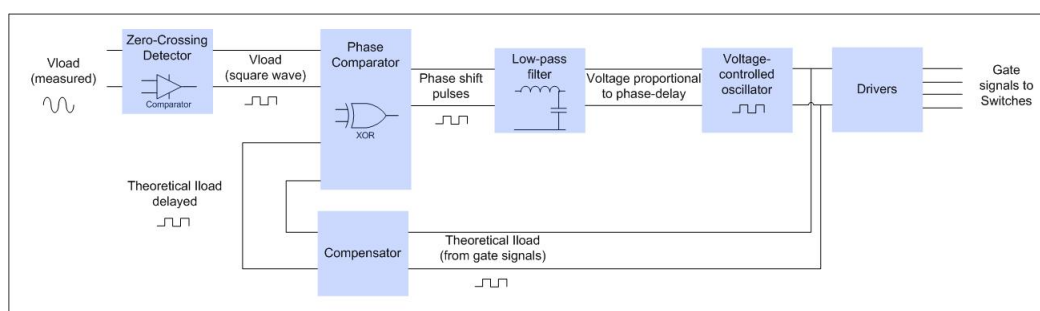 Vload
(measured)
Zero-Crossing
Detector
Comparator
Vload
(square wave)
Phase
Comparator
XOR
Phase shift
pulses
Low-pass
filter
Voltage proportional
to phase-delay
Voltage-
controlled
oscillator
Drivers
Gate
signals to
Switches
Theoretical Iload
delayed
Compensator
Theoretical Iload
(from gate signals)